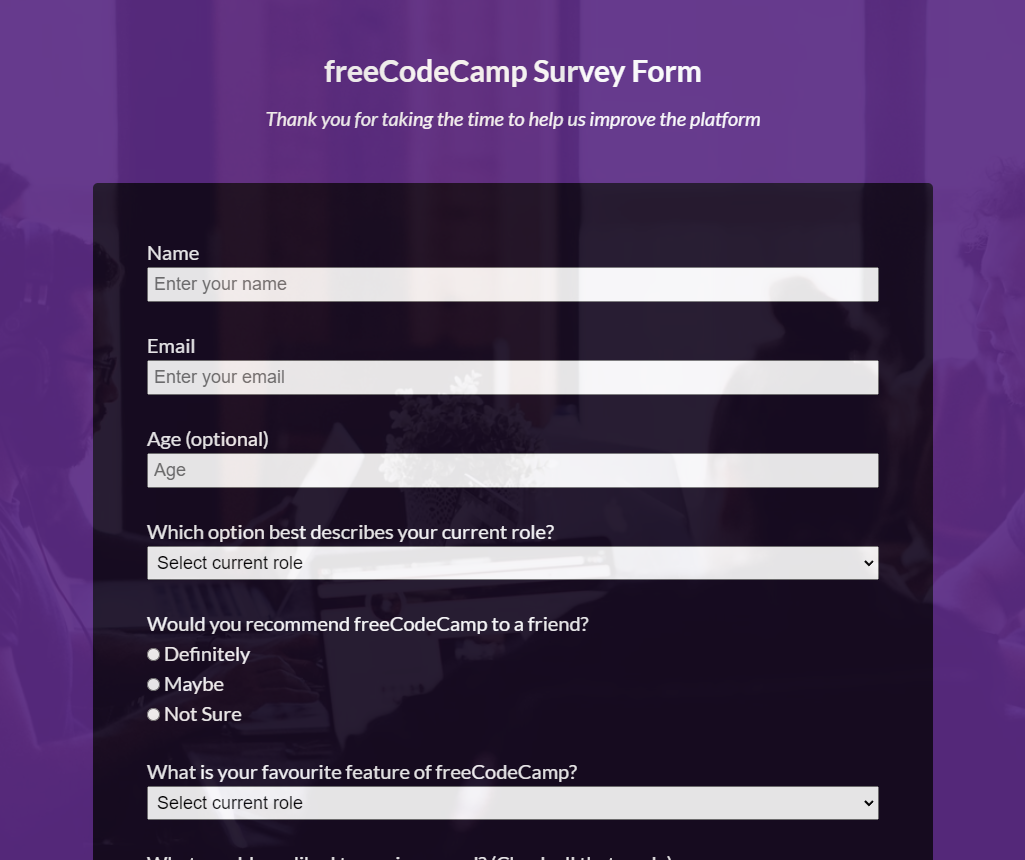 freeCodeCamp Survey Form
Thank you for taking the time to help us improve the platform
Name
Enter your name
Email
Enter your email
Age (optional)
Age
Which option best describes your current role?
Select current role
Would you recommend freeCodeCamp to a friend?
Definitely
Maybe
Not Sure
What is your favourite feature of freeCodeCamp?
Select current role